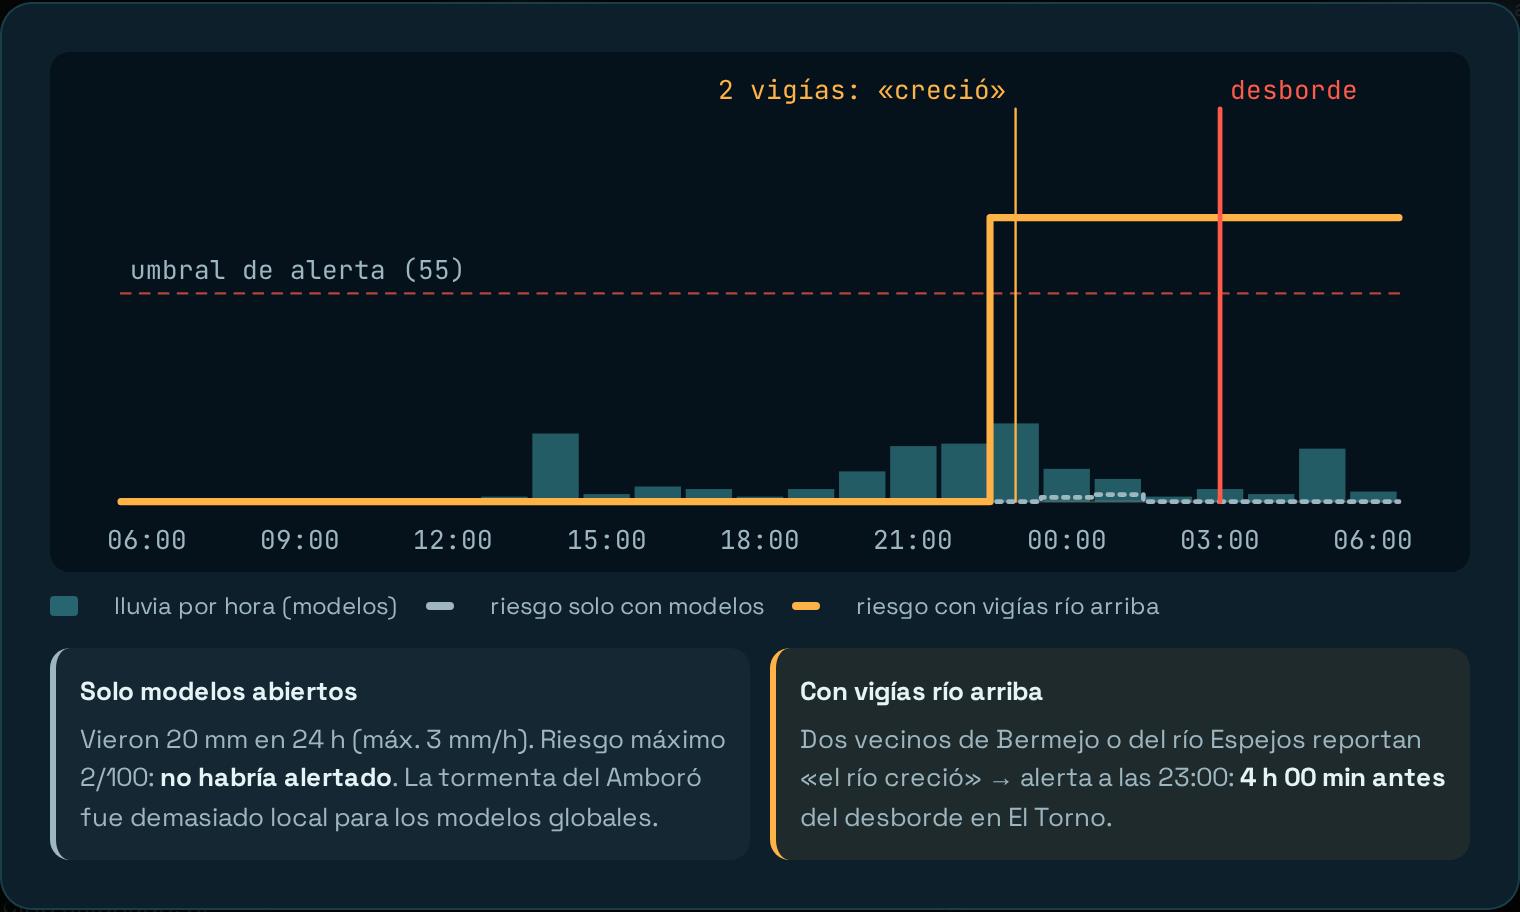 2 vigías: «creció»
desborde
umbral de alerta (55)
06:00 09:00 12:00 15:00 18:00 21:00 00:00 03:00 06:00
lluvia por hora (modelos) riesgo solo con modelos riesgo con vigías río arriba
Solo modelos abiertos
Vieron 20 mm en 24 h (máx. 3 mm/h). Riesgo máximo
2/100: no habría alertado. La tormenta del Amboró
fue demasiado local para los modelos globales.
Con vigías río arriba
Dos vecinos de Bermejo o del río Espejos reportan
«el río creció» → alerta a las 23:00: 4 h 00 min antes
del desborde en El Torno.